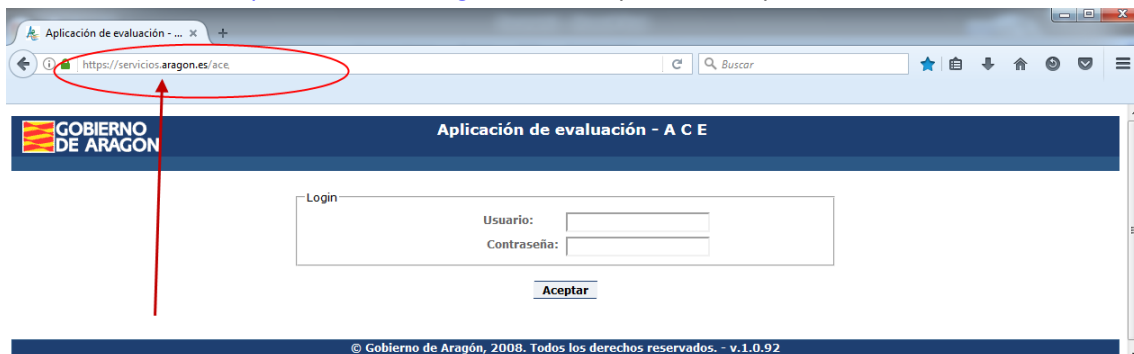 Aplicación de evaluación - ... × +
https://servicios.aragon.es/ace
Buscar
GOBIERNO
DE ARAGON
Aplicación de evaluación - A C E
Login
Usuario:
Contraseña:
Aceptar
© Gobierno de Aragón, 2008. Todos los derechos reservados. - v.1.0.92